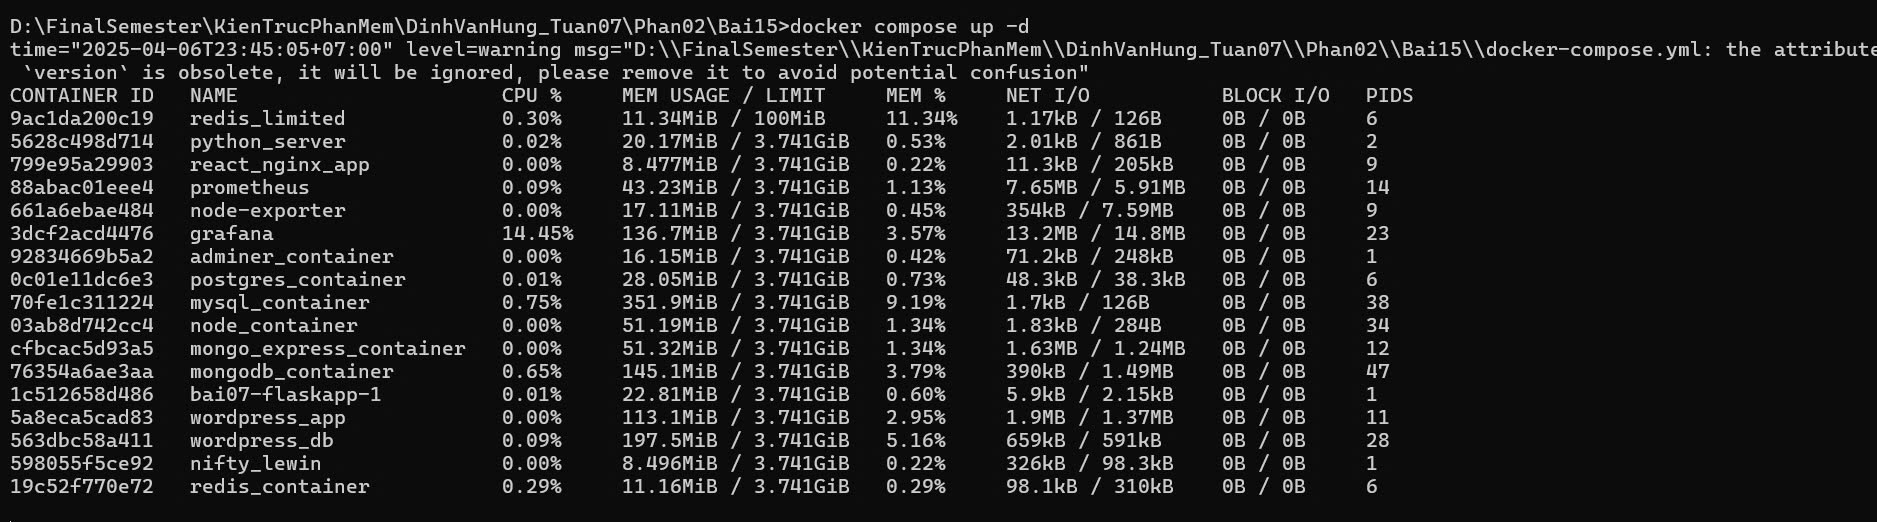 D:\FinalSemester\KienTrucPhanMem\DinhVanHung_Tuan07\Phan02\Bai15>docker compose up -d
time="2025-04-06T23:45:05+07:00" level=warning msg="D:\\FinalSemester\\KienTrucPhanMem\\DinhVanHung_Tuan07\\Phan02\\Bai15\\docker-compose.yml: the attribute
 `version` is obsolete, it will be ignored, please remove it to avoid potential confusion"
CONTAINER ID   NAME                      CPU %     MEM USAGE / LIMIT     MEM %     NET I/O           BLOCK I/O   PIDS
9ac1da200c19   redis_limited             0.30%     11.34MiB / 100MiB     11.34%    1.17kB / 126B     0B / 0B     6
5628c498d714   python_server             0.02%     20.17MiB / 3.741GiB   0.53%     2.01kB / 861B     0B / 0B     2
799e95a29903   react_nginx_app           0.00%     8.477MiB / 3.741GiB   0.22%     11.3kB / 205kB    0B / 0B     9
88abac01eee4   prometheus                0.09%     43.23MiB / 3.741GiB   1.13%     7.65MB / 5.91MB   0B / 0B     14
661a6ebae484   node-exporter             0.00%     17.11MiB / 3.741GiB   0.45%     354kB / 7.59MB    0B / 0B     9
3dcf2acd4476   grafana                   14.45%    136.7MiB / 3.741GiB   3.57%     13.2MB / 14.8MB   0B / 0B     23
92834669b5a2   adminer_container         0.00%     16.15MiB / 3.741GiB   0.42%     71.2kB / 248kB    0B / 0B     1
0c01e11dc6e3   postgres_container        0.01%     28.05MiB / 3.741GiB   0.73%     48.3kB / 38.3kB   0B / 0B     6
70fe1c311224   mysql_container           0.75%     351.9MiB / 3.741GiB   9.19%     1.7kB / 126B      0B / 0B     38
03ab8d742cc4   node_container            0.00%     51.19MiB / 3.741GiB   1.34%     1.83kB / 284B     0B / 0B     34
cfbcac5d93a5   mongo_express_container   0.00%     51.32MiB / 3.741GiB   1.34%     1.63MB / 1.24MB   0B / 0B     12
76354a6ae3aa   mongodb_container         0.65%     145.1MiB / 3.741GiB   3.79%     390kB / 1.49MB    0B / 0B     47
1c512658d486   bai07-flaskapp-1          0.01%     22.81MiB / 3.741GiB   0.60%     5.9kB / 2.15kB    0B / 0B     1
5a8eca5cad83   wordpress_app             0.00%     113.1MiB / 3.741GiB   2.95%     1.9MB / 1.37MB    0B / 0B     11
563dbc58a411   wordpress_db              0.09%     197.5MiB / 3.741GiB   5.16%     659kB / 591kB     0B / 0B     28
598055f5ce92   nifty_lewin               0.00%     8.496MiB / 3.741GiB   0.22%     326kB / 98.3kB    0B / 0B     1
19c52f770e72   redis_container           0.29%     11.16MiB / 3.741GiB   0.29%     98.1kB / 310kB    0B / 0B     6